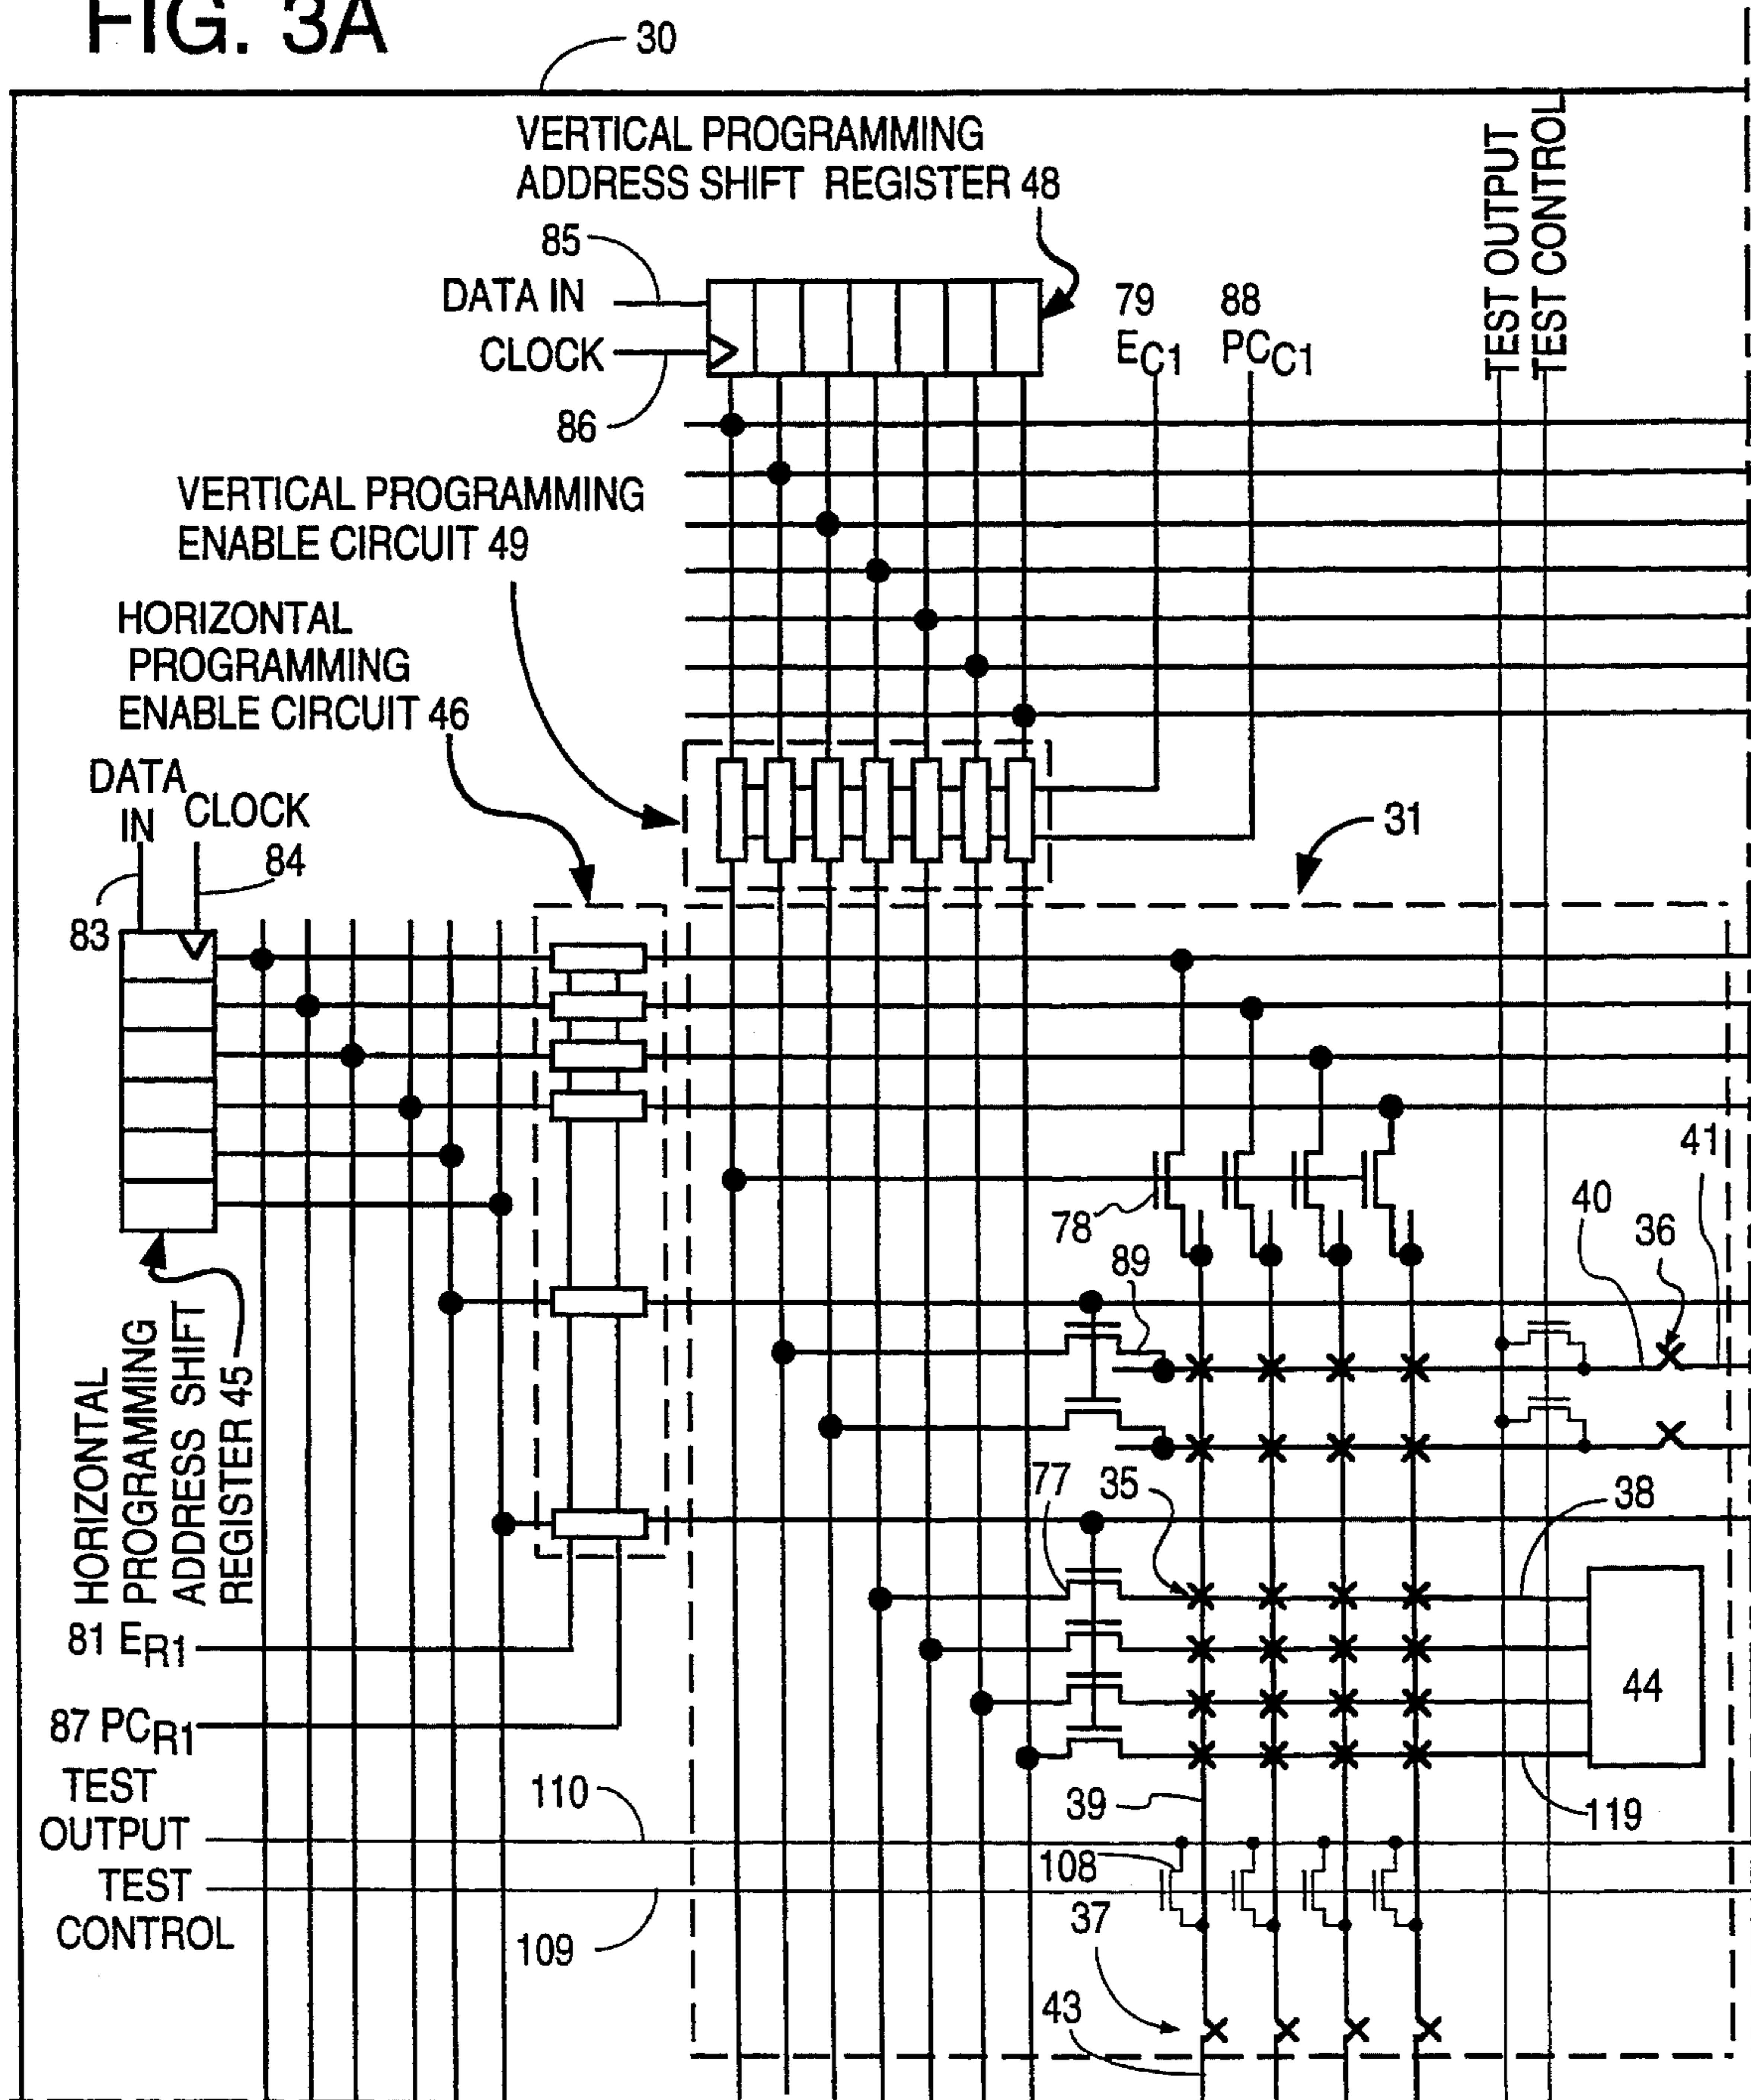 FIG. 3A
30
VERTICAL PROGRAMMING
ADDRESS SHIFT REGISTER 48
TEST OUTPUT
TEST CONTROL
85
DATA IN
CLOCK
86
79
EC1
88
PCC1
VERTICAL PROGRAMMING
ENABLE CIRCUIT 49
HORIZONTAL
PROGRAMMING
ENABLE CIRCUIT 46
DATA
IN
CLOCK
84
83
31
41
40
36
78
89
HORIZONTAL
PROGRAMMING
ADDRESS SHIFT
REGISTER 45
77
35
38
44
81 ER1
87 PCR1
TEST
OUTPUT
110
39
119
TEST
CONTROL
108
109
37
43